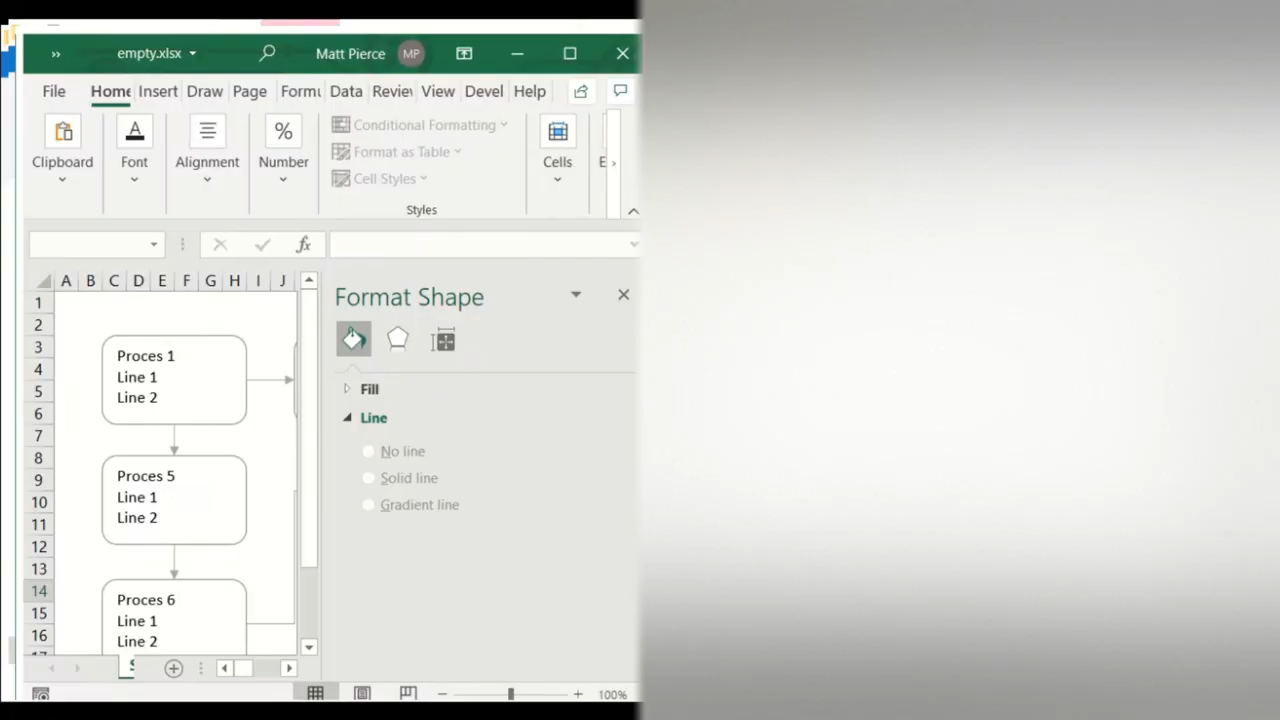 ›› empty.xlsx Matt Pierce MP
File Home Insert Draw Page Formu Data Review View Devel Help
Conditional Formatting
Format as Table
Cell Styles
Clipboard Font Alignment % Number Cells E
Styles
fx
A B C D E F G H I J
Format Shape
1
2
3
4
5
6
7
8
9
10
11
12
13
14
15
16
17
Proces 1
Line 1
Line 2
Proces 5
Line 1
Line 2
Proces 6
Line 1
Line 2
Fill
Line
No line
Solid line
Gradient line
100%